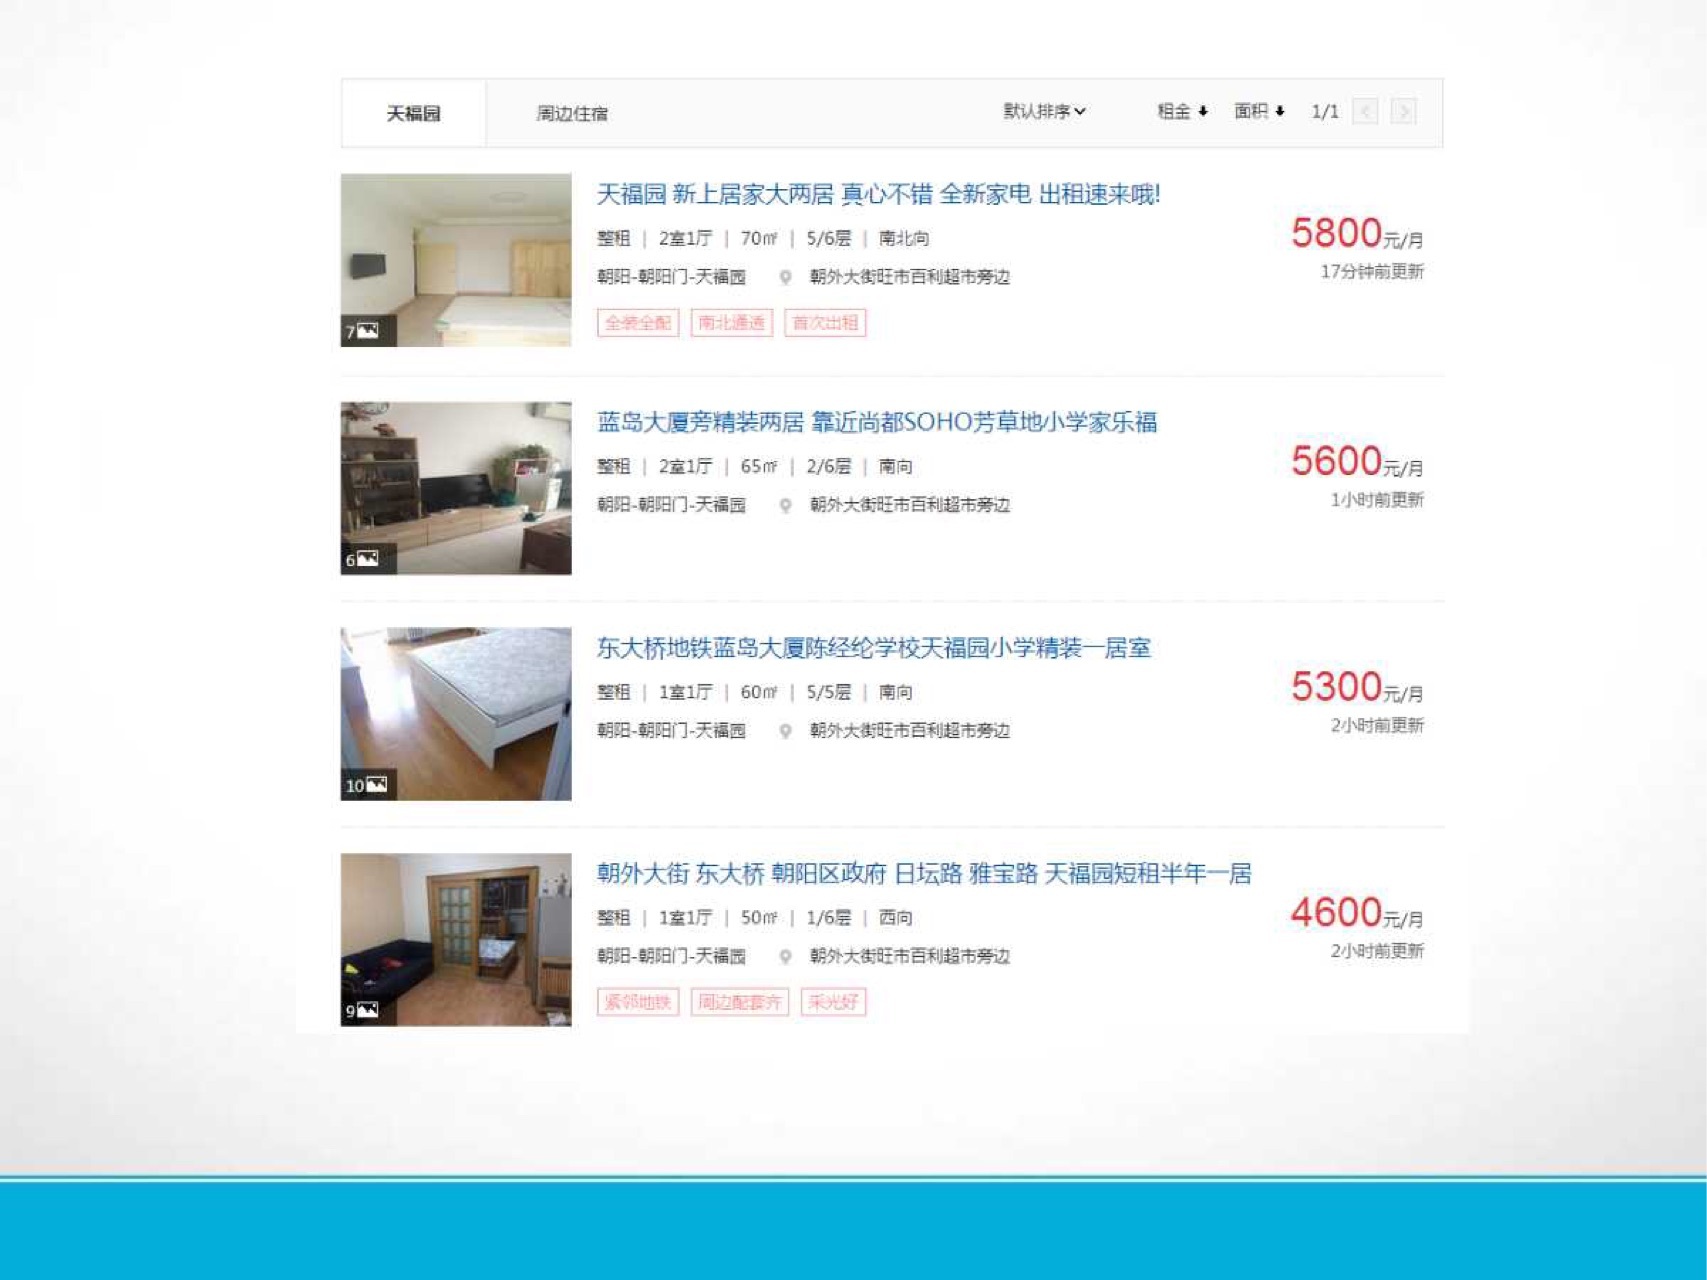 天福园 周边住宿 默认排序 租金 面积 1/1
天福园 新上居家大两居 真心不错 全新家电 出租速来哦!
整租 | 2室1厅 | 70㎡ | 5/6层 | 南北向
5800元/月
17分钟前更新
朝阳-朝阳门-天福园 朝外大街旺市百利超市旁边
全装全配 南北通透 首次出租
7
蓝岛大厦旁精装两居 靠近尚都SOHO芳草地小学家乐福
整租 | 2室1厅 | 65㎡ | 2/6层 | 南向
5600元/月
1小时前更新
朝阳-朝阳门-天福园 朝外大街旺市百利超市旁边
6
东大桥地铁蓝岛大厦陈经纶学校天福园小学精装一居室
整租 | 1室1厅 | 60㎡ | 5/5层 | 南向
5300元/月
2小时前更新
朝阳-朝阳门-天福园 朝外大街旺市百利超市旁边
10
朝外大街 东大桥 朝阳区政府 日坛路 雅宝路 天福园短租半年一居
整租 | 1室1厅 | 50㎡ | 1/6层 | 西向
4600元/月
2小时前更新
朝阳-朝阳门-天福园 朝外大街旺市百利超市旁边
紧邻地铁 周边配套齐 采光好
9